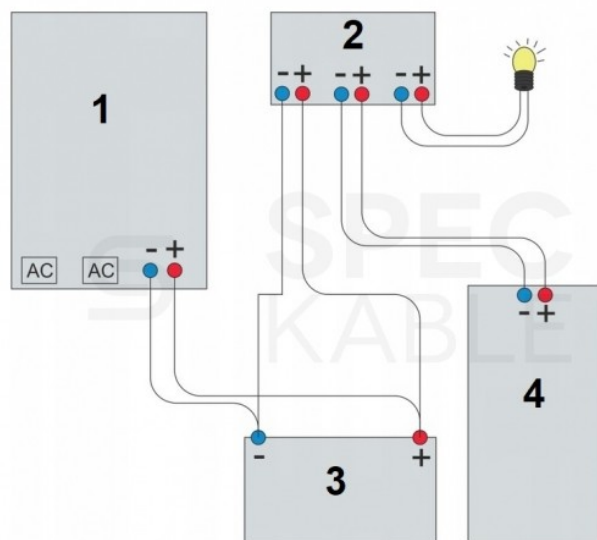 2
- + - + - +
1
- +
AC AC
SPEC
KABLE
- +
4
- +
3